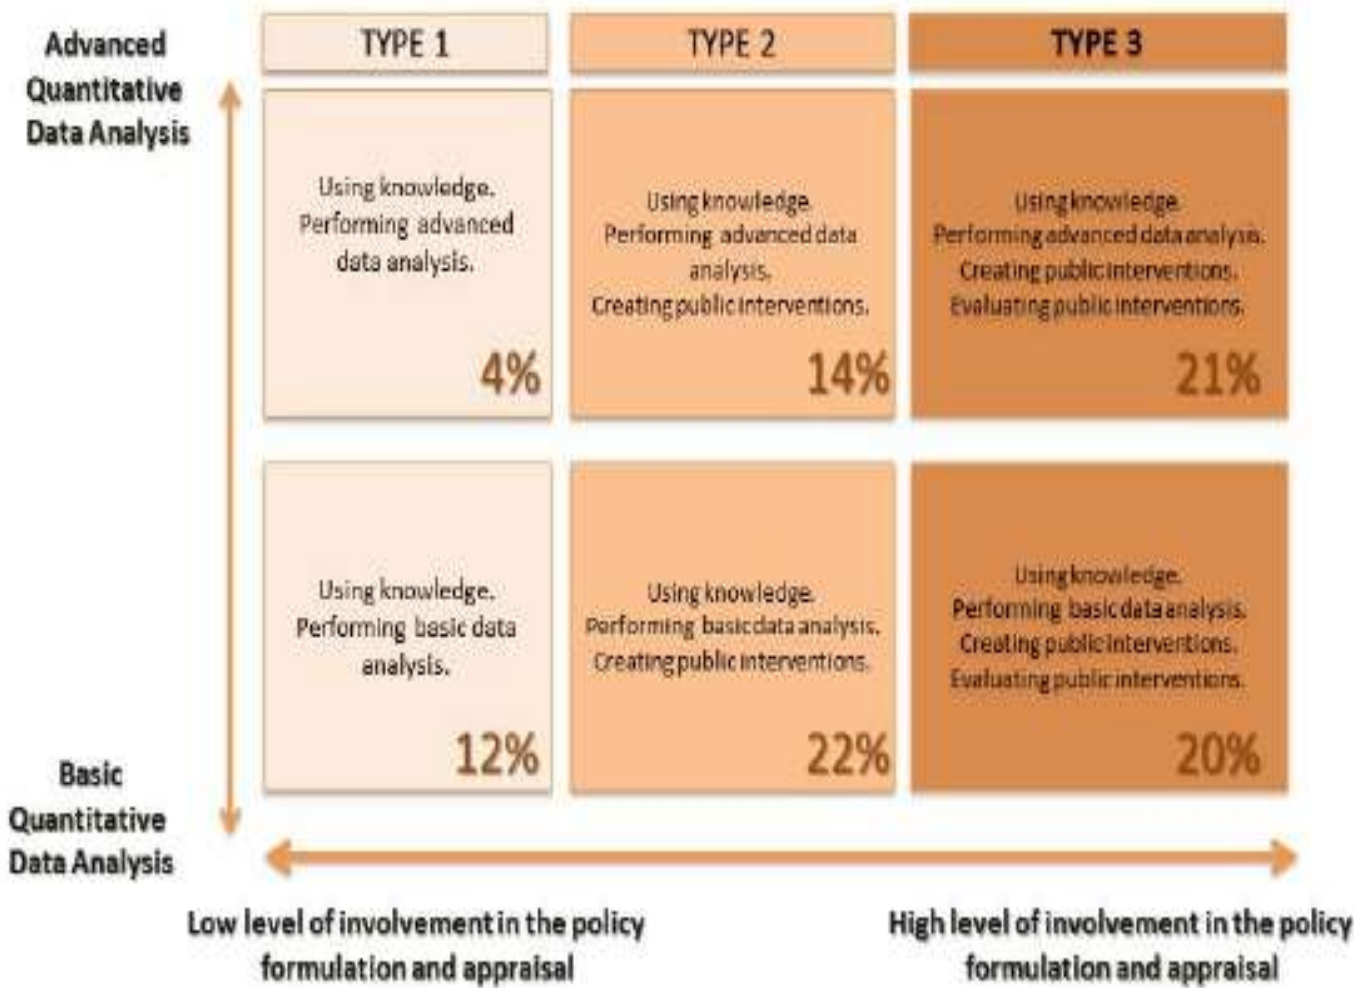 Advanced
Quantitative
Data Analysis
TYPE 1
TYPE 2
TYPE 3
Using knowledge.
Performing advanced
data analysis.
4%
Using knowledge.
Performing advanced data
analysis.
Creating public interventions.
14%
Using knowledge.
Performing advanced data analysis.
Creating public interventions.
Evaluating public interventions.
21%
Using knowledge.
Performing basic data
analysis.
12%
Using knowledge.
Performing basic data analysis.
Creating public interventions.
22%
Using knowledge.
Performing basic data analysis.
Creating public interventions.
Evaluating public interventions.
20%
Basic
Quantitative
Data Analysis
Low level of involvement in the policy
formulation and appraisal
High level of involvement in the policy
formulation and appraisal